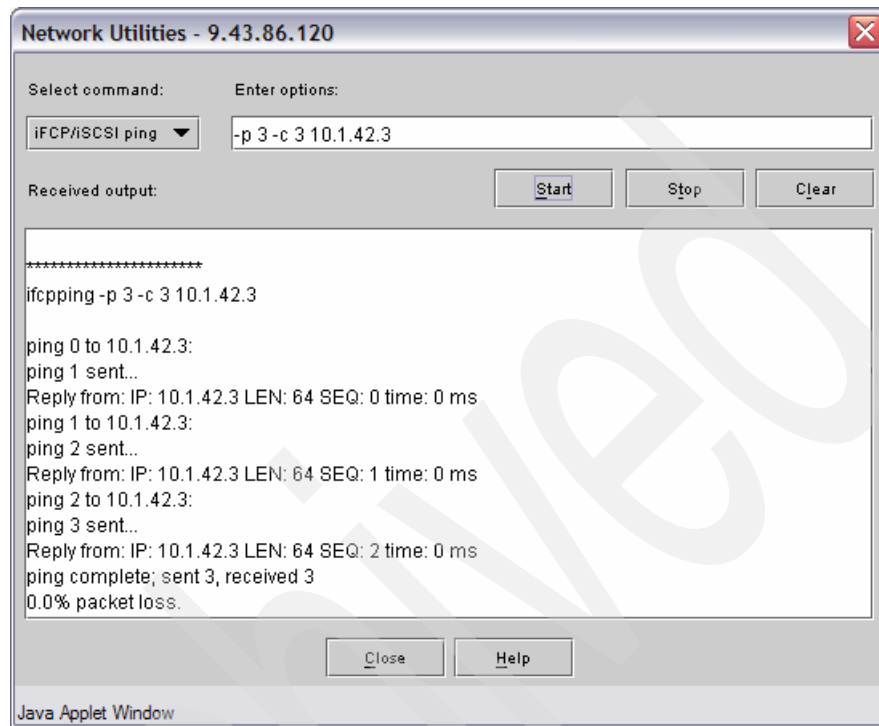 Network Utilities - 9.43.86.120
Select command: Enter options:
iFCP/iSCSI ping -p 3 -c 3 10.1.42.3
Received output: Start Stop Clear
**********************
ifcpping -p 3 -c 3 10.1.42.3
ping 0 to 10.1.42.3:
ping 1 sent...
Reply from: IP: 10.1.42.3 LEN: 64 SEQ: 0 time: 0 ms
ping 1 to 10.1.42.3:
ping 2 sent...
Reply from: IP: 10.1.42.3 LEN: 64 SEQ: 1 time: 0 ms
ping 2 to 10.1.42.3:
ping 3 sent...
Reply from: IP: 10.1.42.3 LEN: 64 SEQ: 2 time: 0 ms
ping complete; sent 3, received 3
0.0% packet loss.
Close Help
Java Applet Window